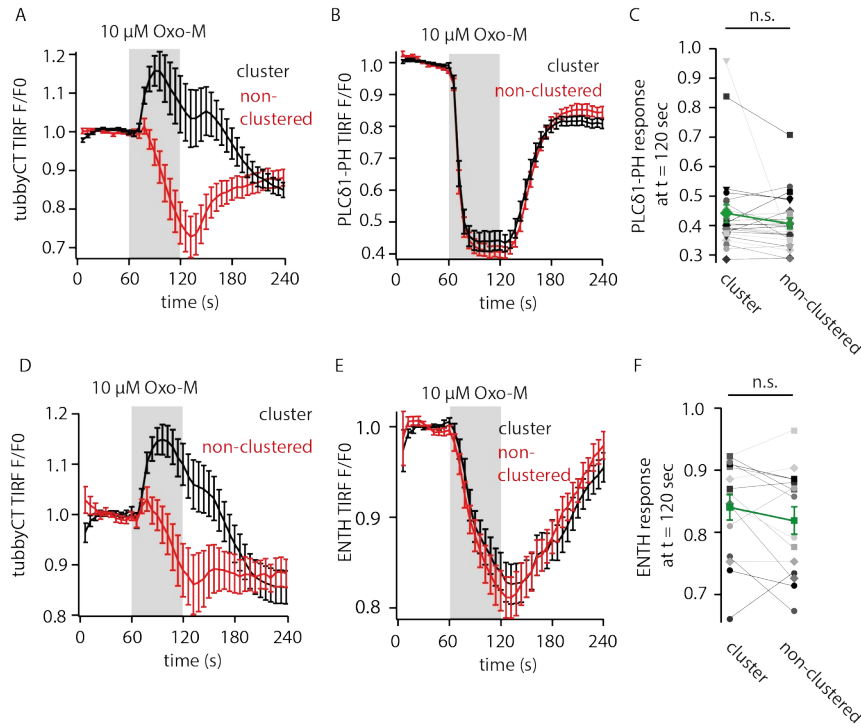 A
10 µM Oxo-M
tubbyCT TIRF F/F0
1.2
1.1
1.0
0.9
0.8
0.7
cluster
non-
clustered
0
60
120
180
240
time (s)
B
10 µM Oxo-M
PLCδ1-PH TIRF F/F0
1.0
0.9
0.8
0.7
0.6
0.5
0.4
cluster
non-clustered
0
60
120
180
240
time (s)
C
n.s.
PLCδ1-PH response
at t = 120 sec
1.0
0.9
0.8
0.7
0.6
0.5
0.4
0.3
cluster
non-clustered
D
10 µM Oxo-M
tubbyCT TIRF F/F0
1.2
1.1
1.0
0.9
0.8
cluster
non-clustered
0
60
120
180
240
time (s)
E
10 µM Oxo-M
ENTH TIRF F/F0
1.0
0.9
0.8
cluster
non-
clustered
0
60
120
180
240
time (s)
F
n.s.
ENTH response
at t = 120 sec
1.0
0.9
0.8
0.7
cluster
non-clustered